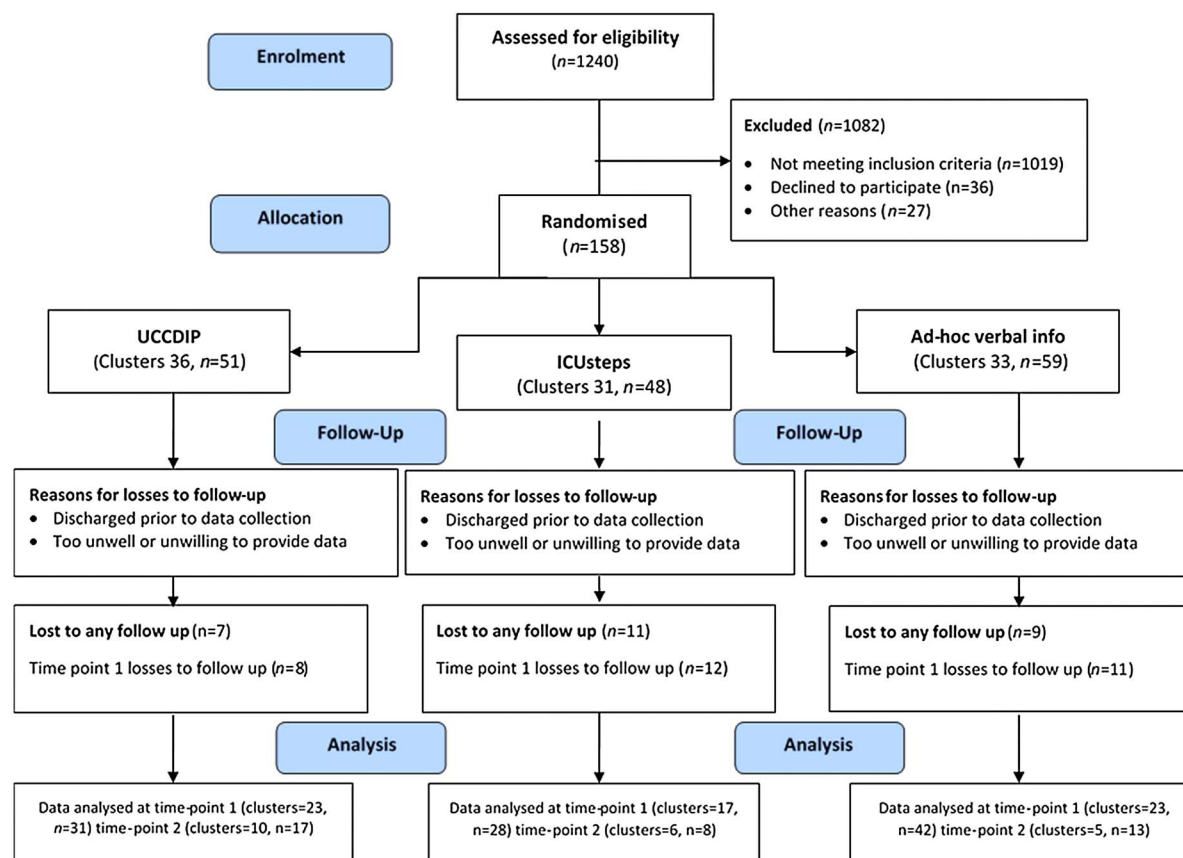 Enrolment
Assessed for eligibility
(n=1240)
Excluded (n=1082)
• Not meeting inclusion criteria (n=1019)
• Declined to participate (n=36)
• Other reasons (n=27)
Allocation
Randomised
(n=158)
UCCDIP
(Clusters 36, n=51)
ICUsteps
(Clusters 31, n=48)
Ad-hoc verbal info
(Clusters 33, n=59)
Follow-Up
Follow-Up
Reasons for losses to follow-up
• Discharged prior to data collection
• Too unwell or unwilling to provide data
Reasons for losses to follow-up
• Discharged prior to data collection
• Too unwell or unwilling to provide data
Reasons for losses to follow-up
• Discharged prior to data collection
• Too unwell or unwilling to provide data
Lost to any follow up (n=7)
Time point 1 losses to follow up (n=8)
Lost to any follow up (n=11)
Time point 1 losses to follow up (n=12)
Lost to any follow up (n=9)
Time point 1 losses to follow up (n=11)
Analysis
Analysis
Data analysed at time-point 1 (clusters=23,
n=31) time-point 2 (clusters=10, n=17)
Data analysed at time-point 1 (clusters=17,
n=28) time-point 2 (clusters=6, n=8)
Data analysed at time-point 1 (clusters=23,
n=42) time-point 2 (clusters=5, n=13)